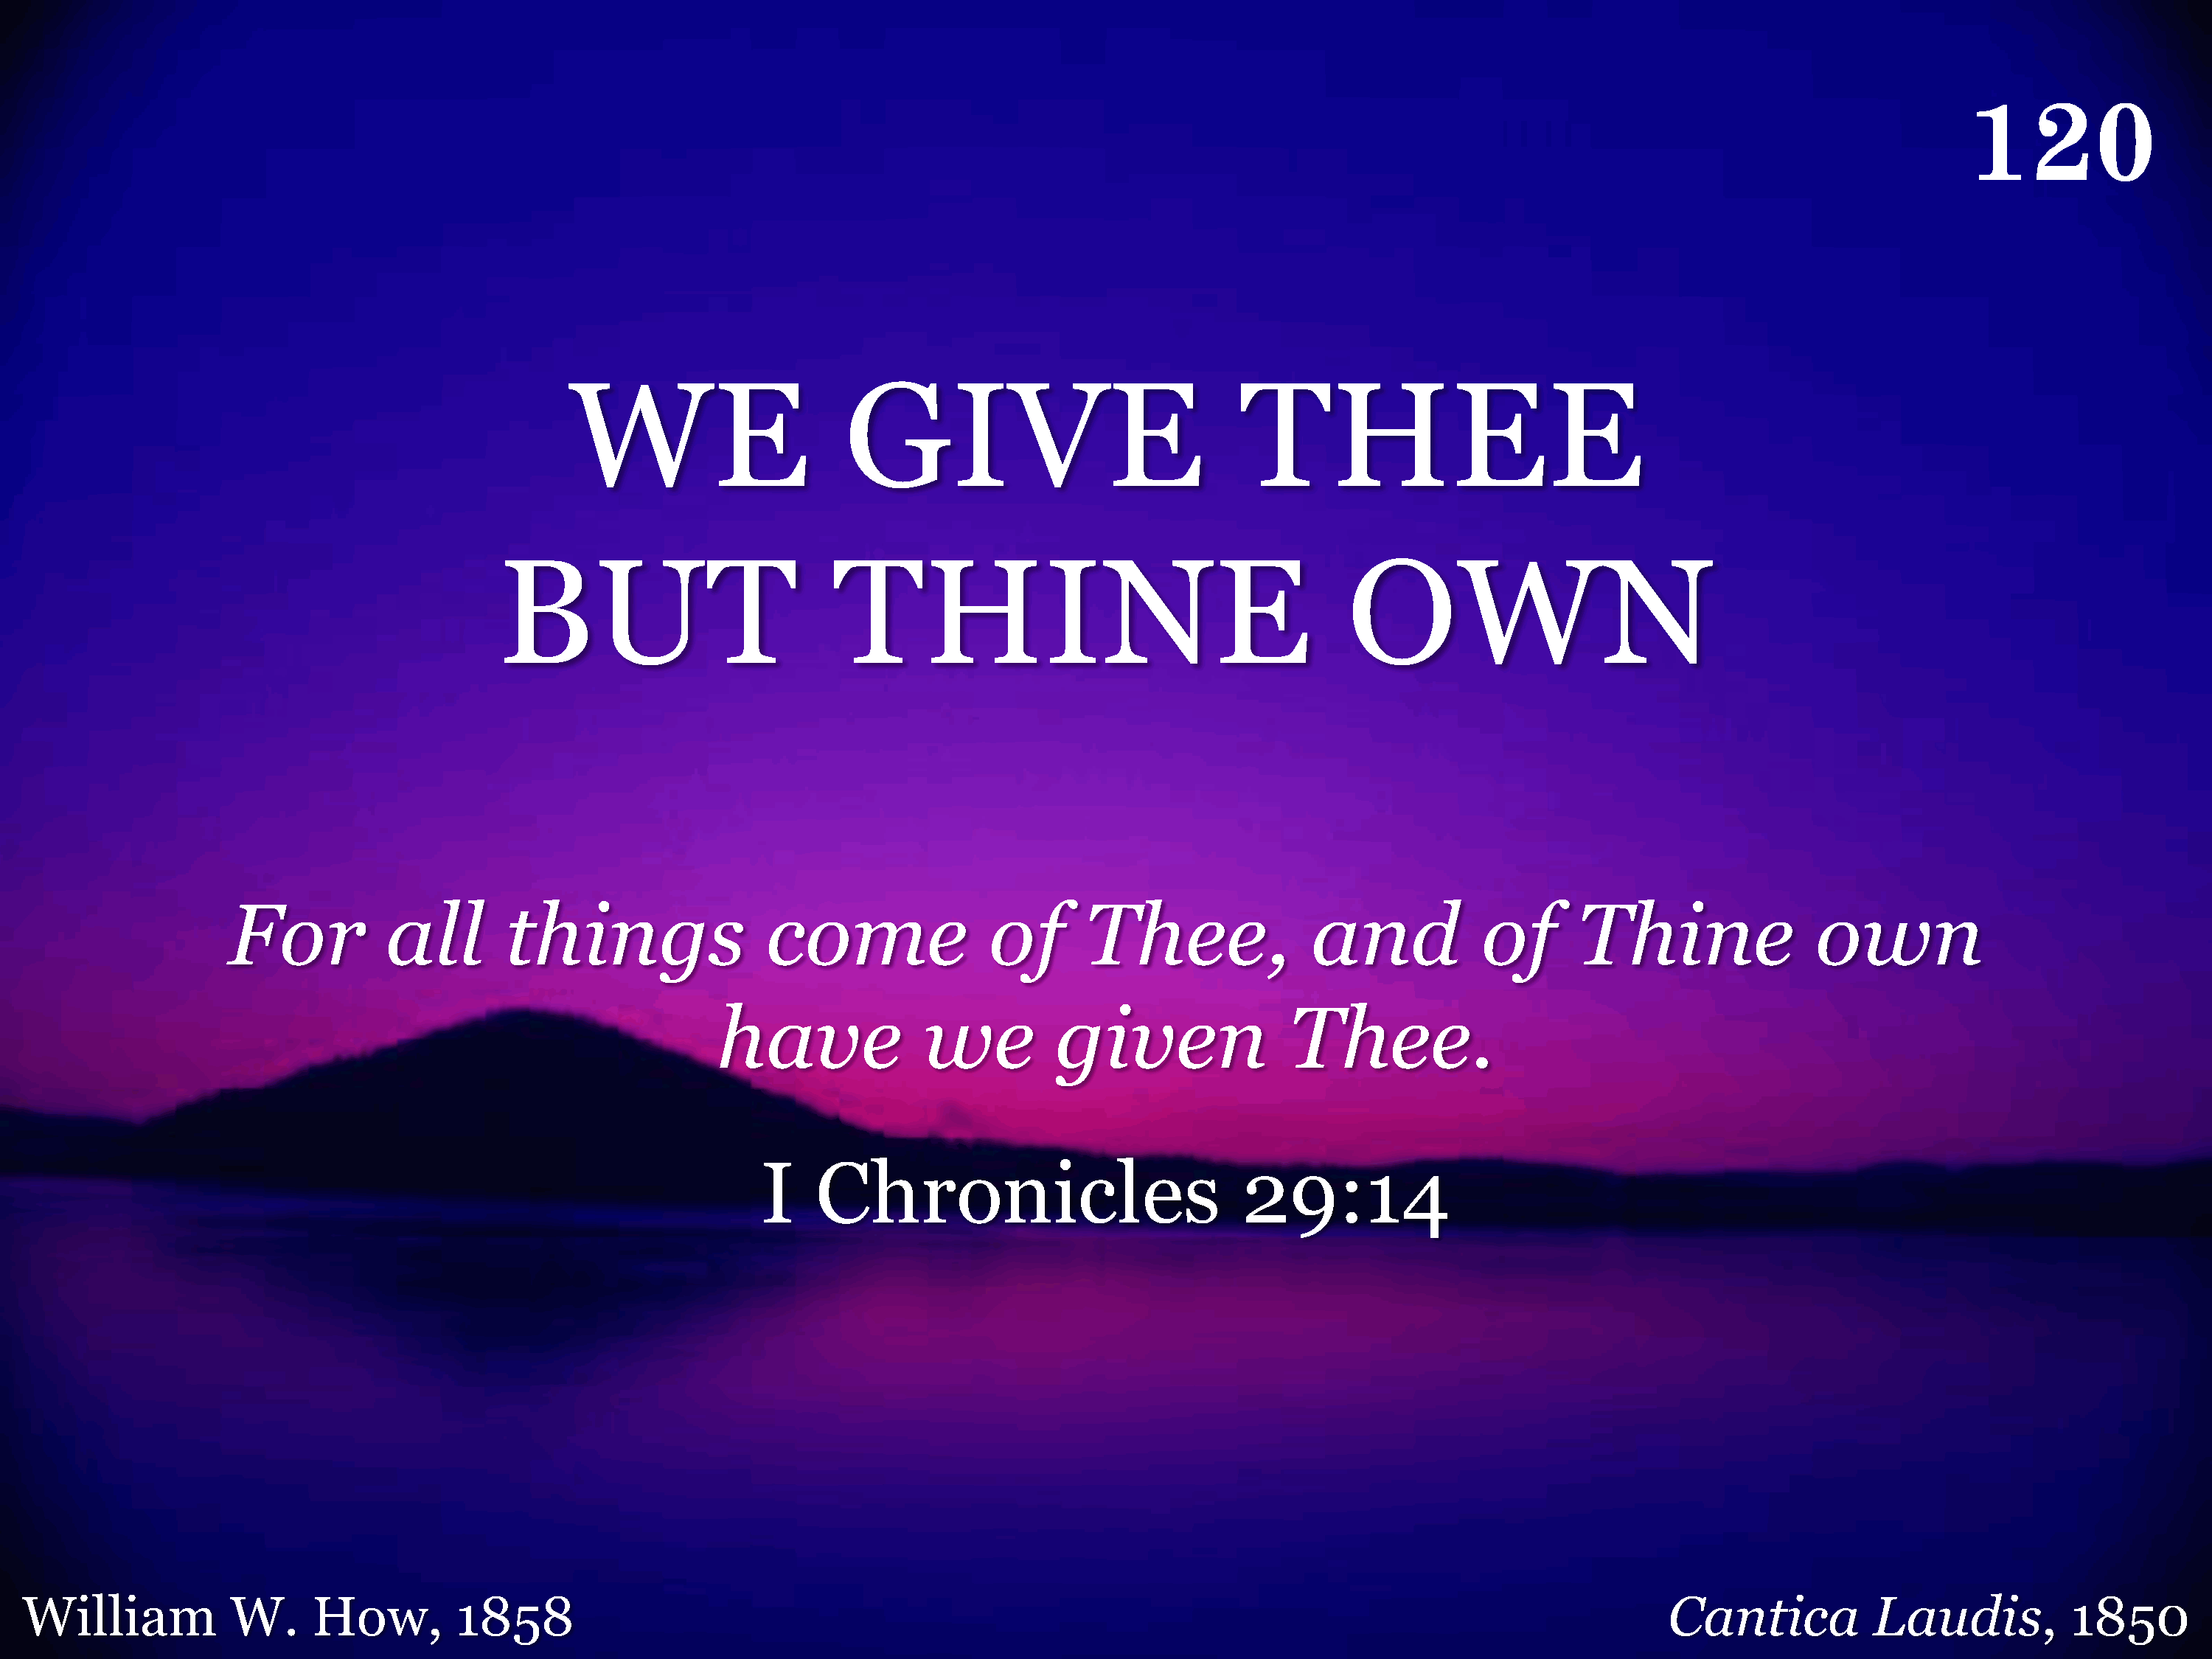 120
WE GIVE THEE
BUT THINE OWN
For all things come of Thee, and of Thine own
have we given Thee.
I Chronicles 29:14
William W. How, 1858
Cantica Laudis, 1850